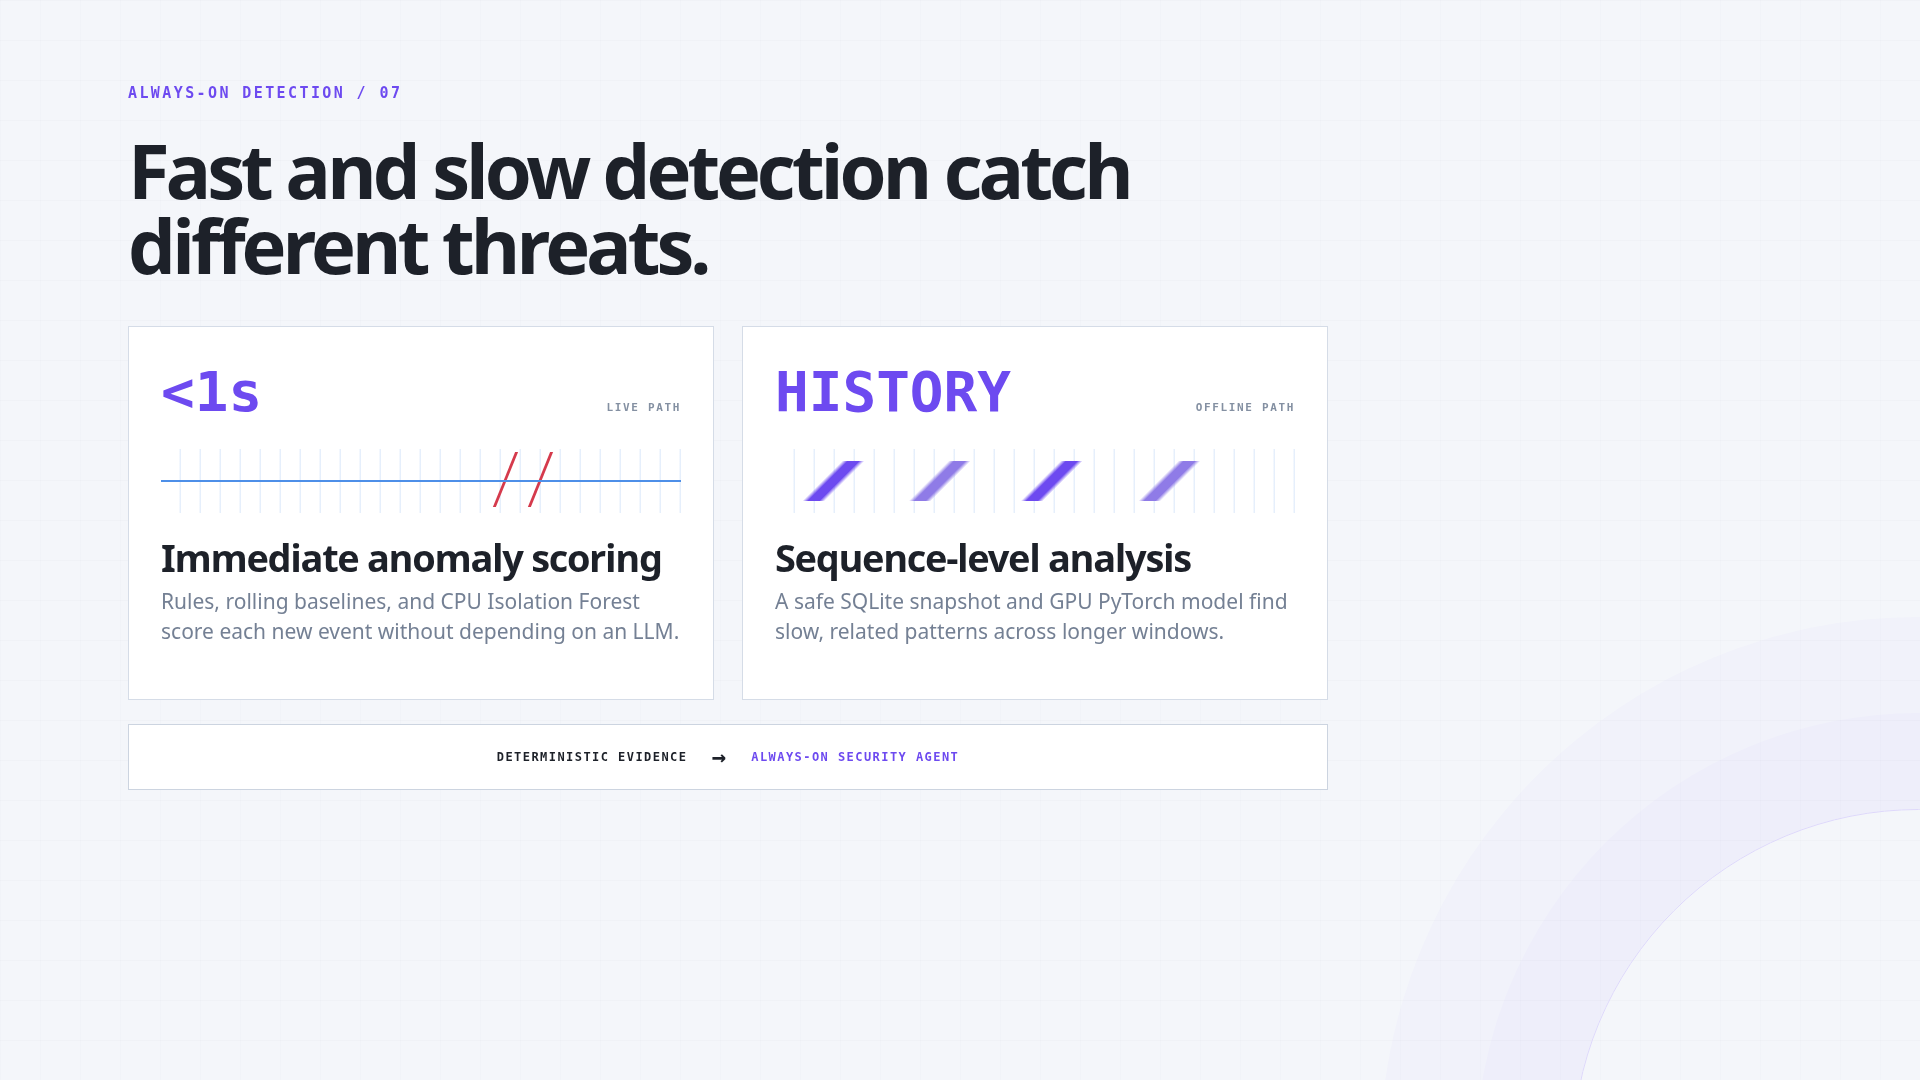 ALWAYS-ON DETECTION / 07
Fast and slow detection catch
different threats.
<1s
LIVE PATH
Immediate anomaly scoring
Rules, rolling baselines, and CPU Isolation Forest
score each new event without depending on an LLM.
HISTORY
OFFLINE PATH
Sequence-level analysis
A safe SQLite snapshot and GPU PyTorch model find
slow, related patterns across longer windows.
DETERMINISTIC EVIDENCE → ALWAYS-ON SECURITY AGENT